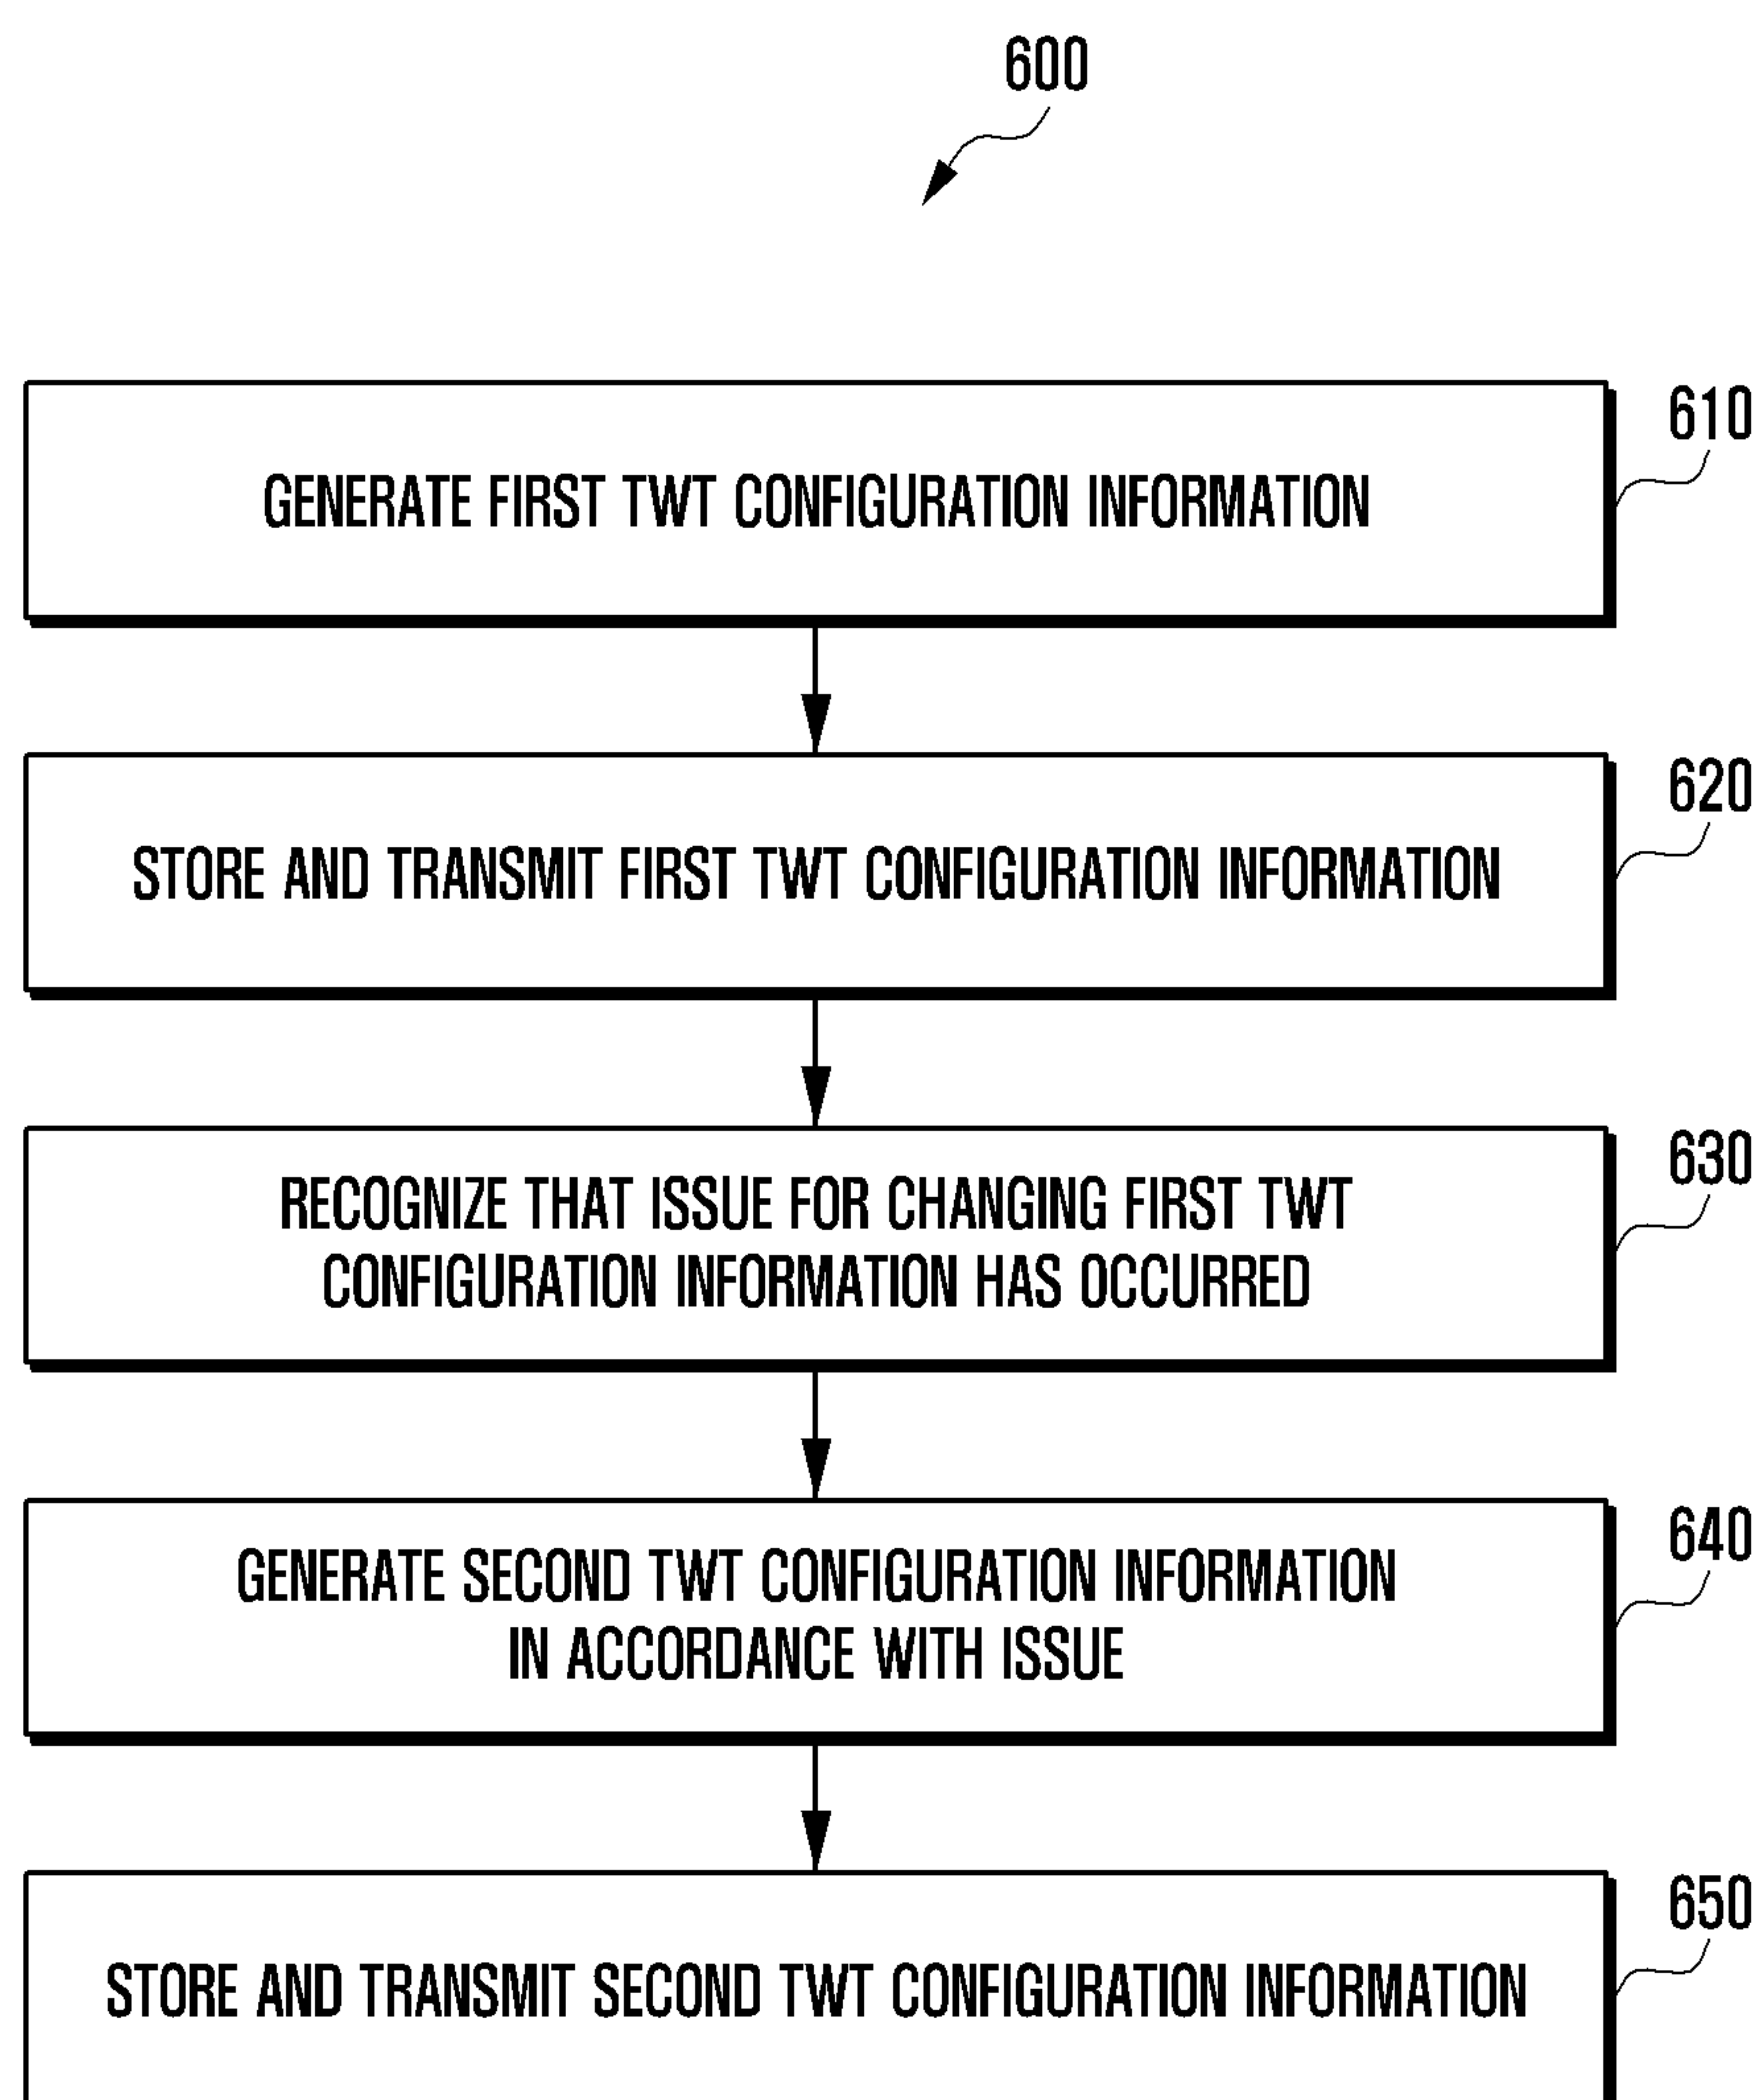 600
610
GENERATE FIRST TWT CONFIGURATION INFORMATION
620
STORE AND TRANSMIT FIRST TWT CONFIGURATION INFORMATION
630
RECOGNIZE THAT ISSUE FOR CHANGING FIRST TWT
CONFIGURATION INFORMATION HAS OCCURRED
640
GENERATE SECOND TWT CONFIGURATION INFORMATION
IN ACCORDANCE WITH ISSUE
650
STORE AND TRANSMIT SECOND TWT CONFIGURATION INFORMATION